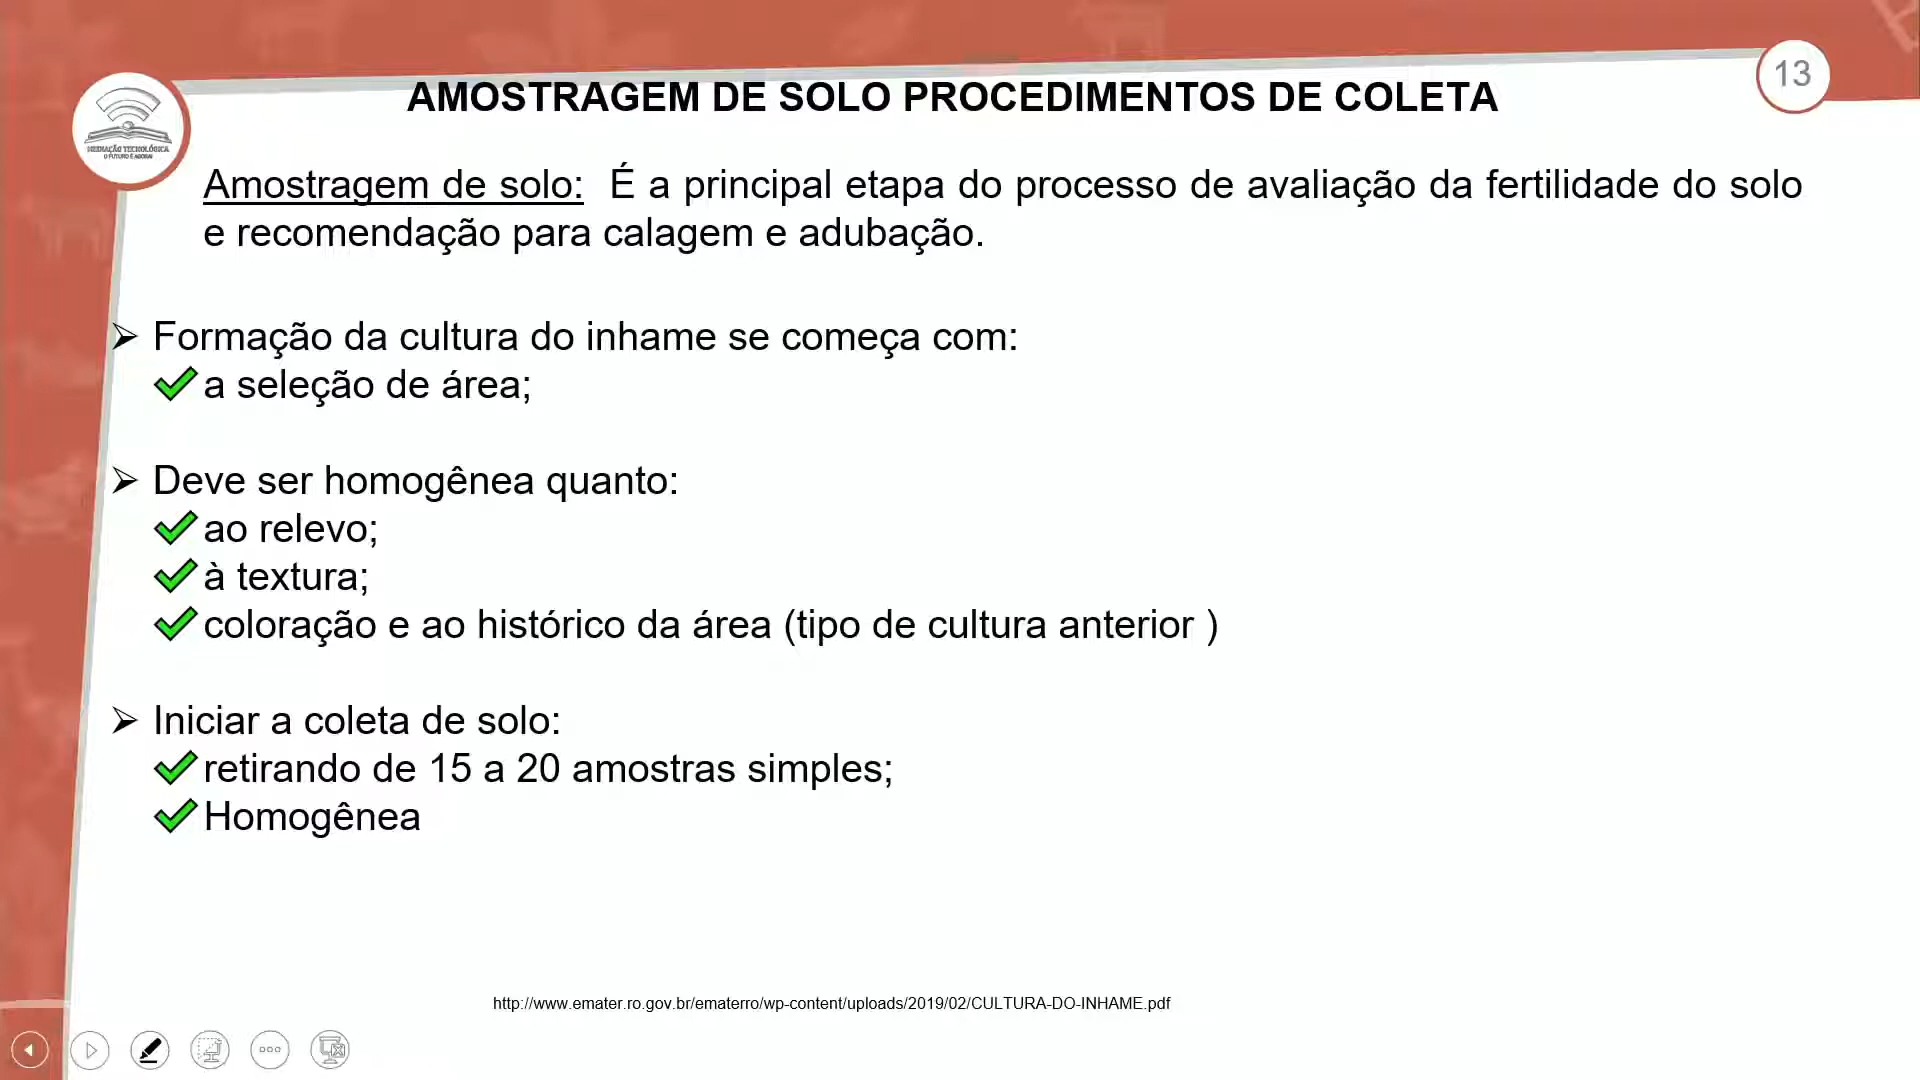 13
AMOSTRAGEM DE SOLO PROCEDIMENTOS DE COLETA
MEDIAÇÃO TECNOLÓGICA
O FUTURO É AGORA!
Amostragem de solo: É a principal etapa do processo de avaliação da fertilidade do solo
e recomendação para calagem e adubação.
Formação da cultura do inhame se começa com:
a seleção de área;
Deve ser homogênea quanto:
ao relevo;
à textura;
coloração e ao histórico da área (tipo de cultura anterior )
Iniciar a coleta de solo:
retirando de 15 a 20 amostras simples;
Homogênea
http://www.emater.ro.gov.br/ematerro/wp-content/uploads/2019/02/CULTURA-DO-INHAME.pdf